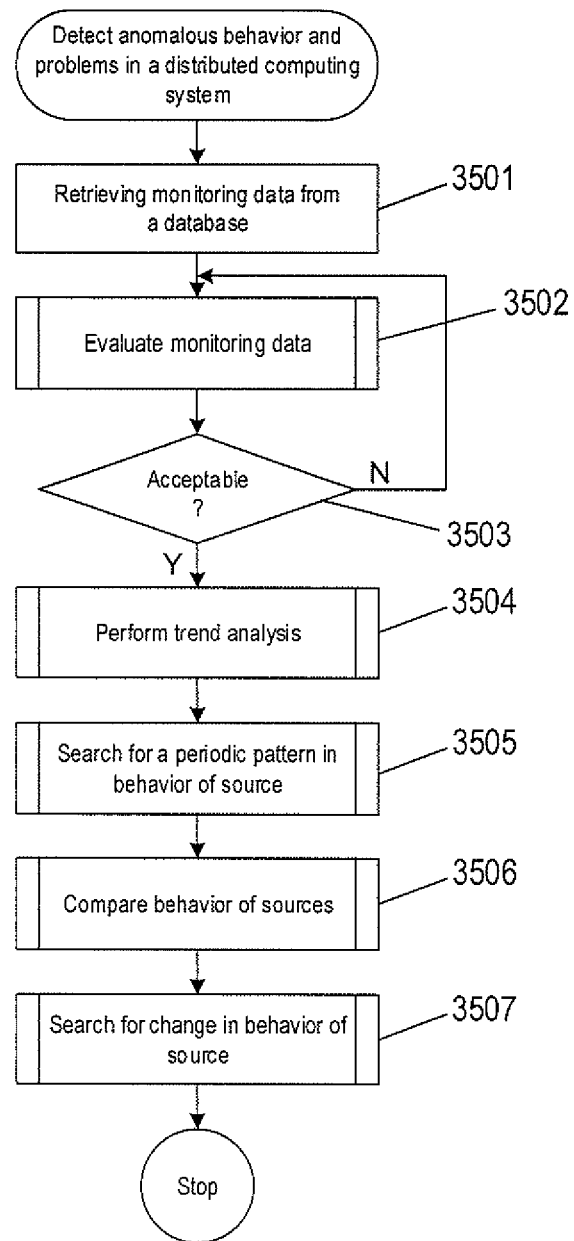 Detect anomalous behavior and
problems in a distributed computing
system
Retrieving monitoring data from
a database
3501
Evaluate monitoring data
3502
Acceptable
?
N
3503
Y
Perform trend analysis
3504
Search for a periodic pattern in
behavior of source
3505
Compare behavior of sources
3506
Search for change in behavior of
source
3507
Stop